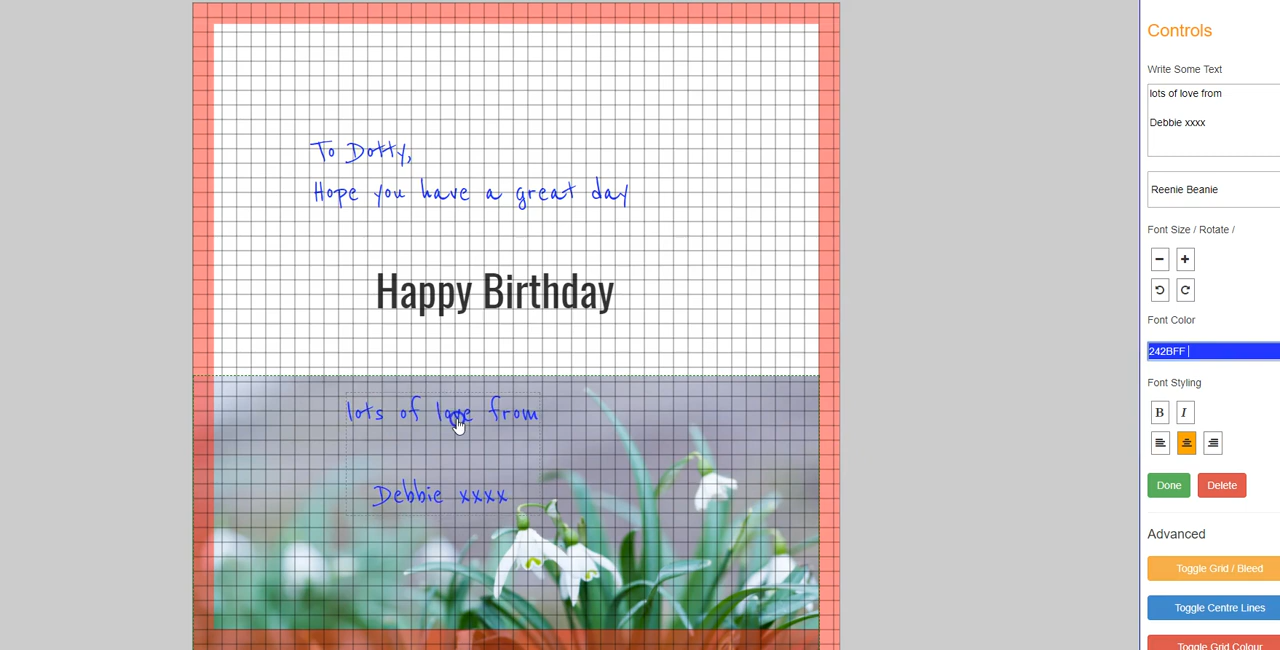 To Dotty,
Hope you have a great day
Happy Birthday
lots of love from
Debbie xxxx
Controls
Write Some Text
lots of love from
Debbie xxxx
Reenie Beanie
Font Size / Rotate /
Font Color
242BFF
Font Styling
B I
Done Delete
Advanced
Toggle Grid / Bleed
Toggle Centre Lines
Toggle Grid Colour